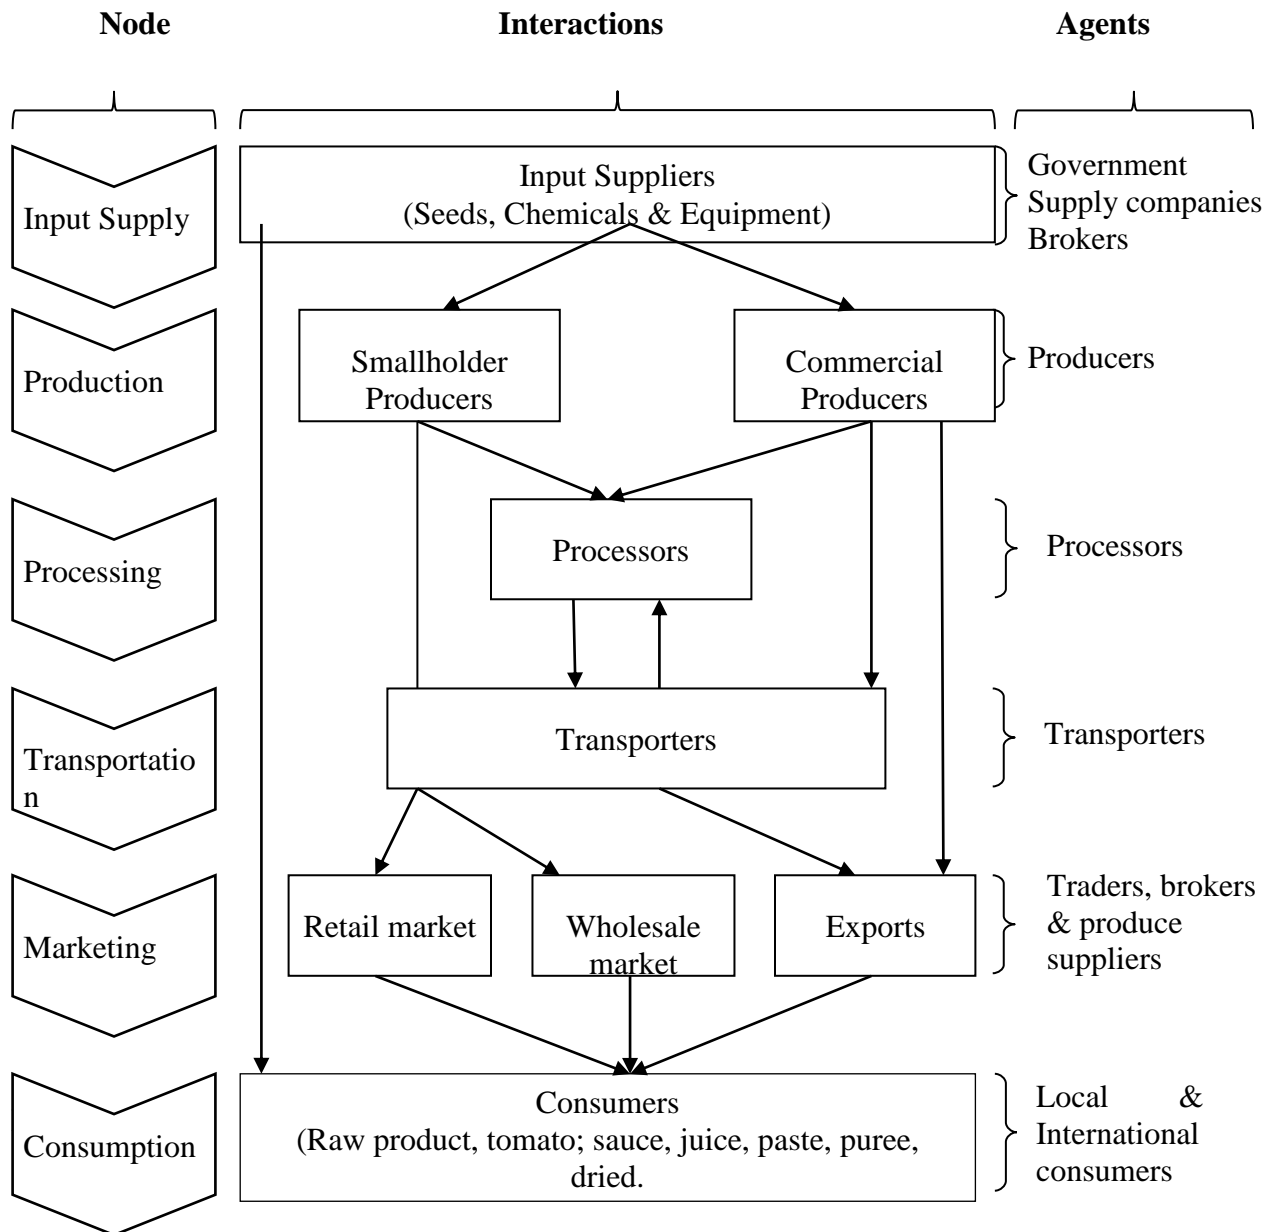 Node
Interactions
Agents
Input Supply
Input Suppliers
(Seeds, Chemicals & Equipment)
Government
Supply companies
Brokers
Production
Smallholder
Producers
Commercial
Producers
Producers
Processing
Processors
Processors
Transportatio
n
Transporters
Transporters
Marketing
Retail market
Wholesale
market
Exports
Traders, brokers
& produce
suppliers
Consumption
Consumers
(Raw product, tomato; sauce, juice, paste, puree,
dried.
Local &
International
consumers